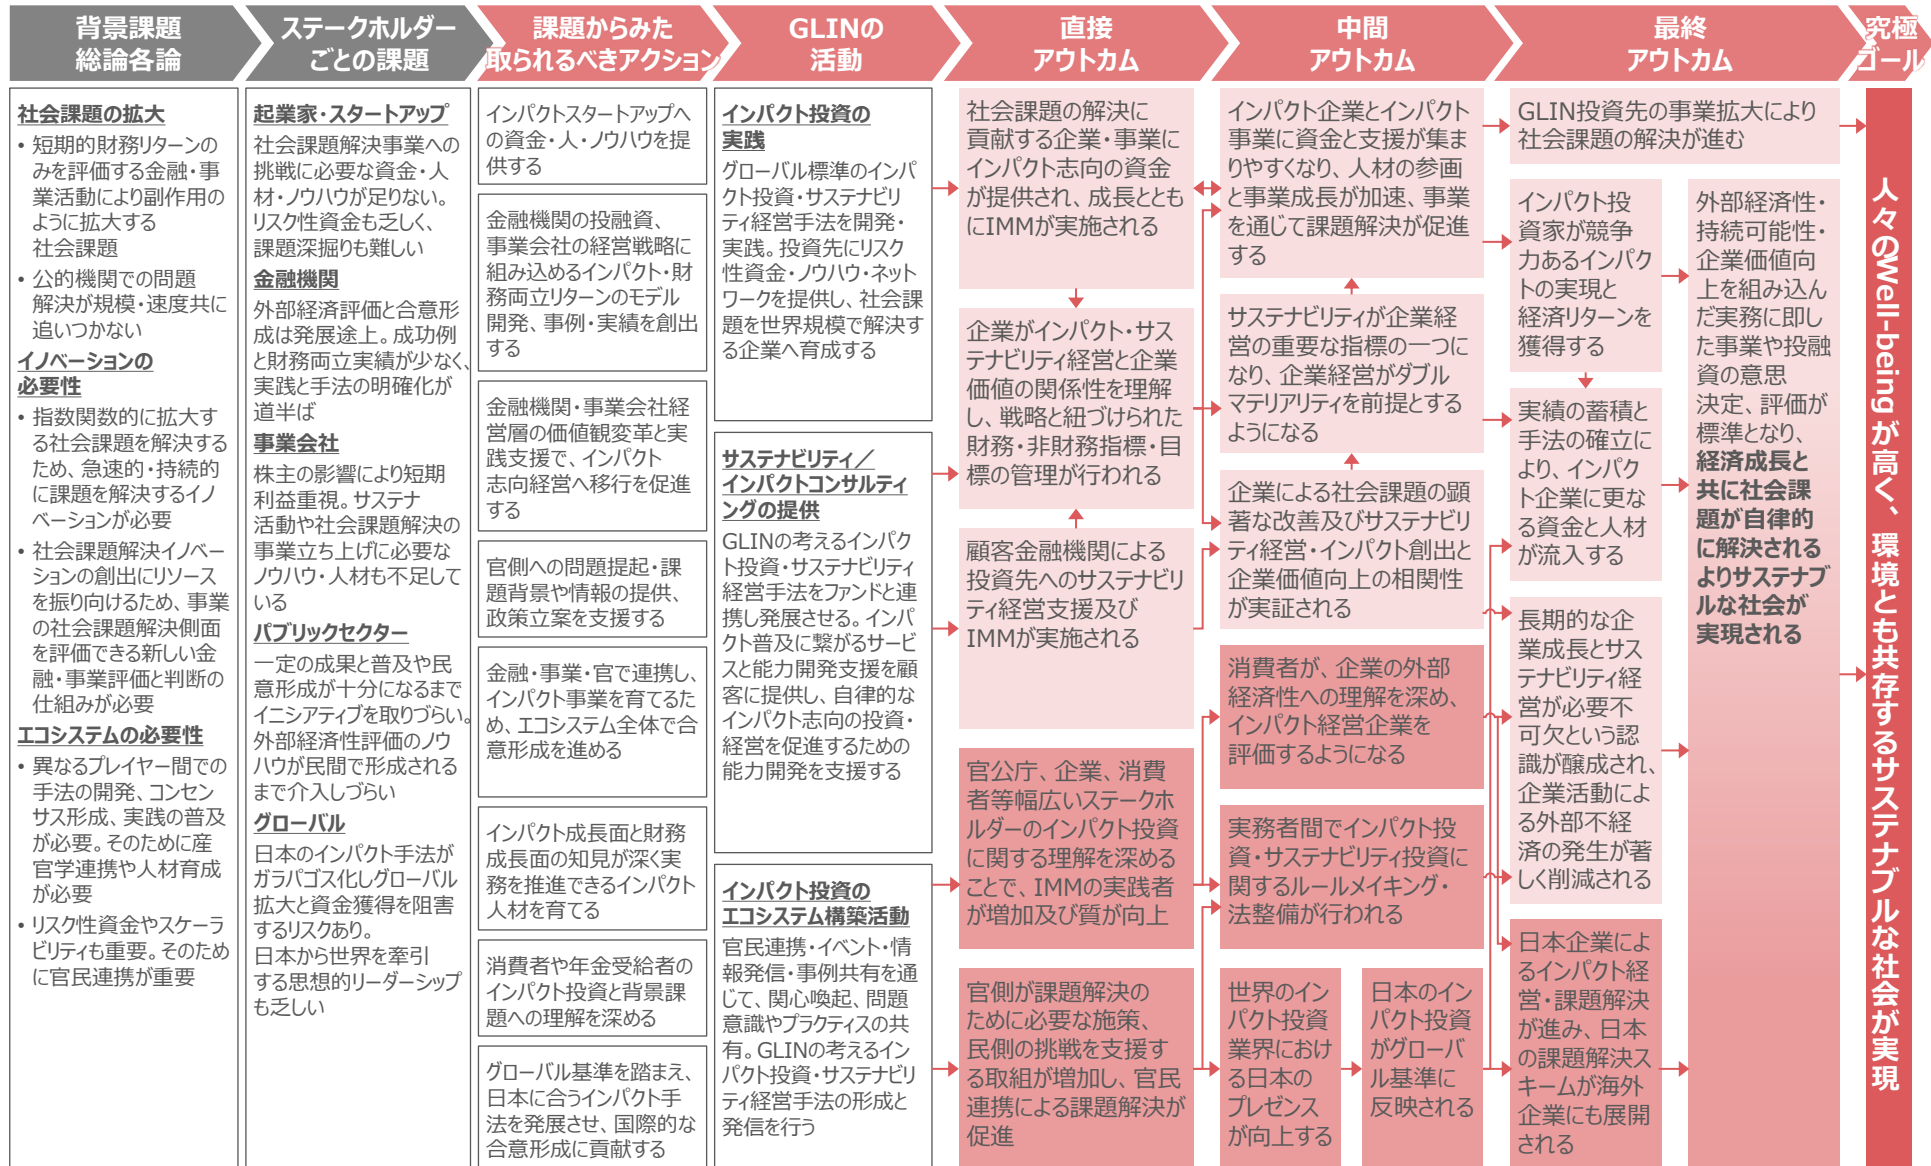 背景課題
総論各論
ステークホルダー
ごとの課題
課題からみた
取られるべきアクション
GLINの
活動
直接
アウトカム
中間
アウトカム
最終
アウトカム
究極
ゴール
社会課題の拡大
• 短期的財務リターンの
みを評価する金融・事
業活動により副作用の
ように拡大する
社会課題
• 公的機関での問題
解決が規模・速度共に
追いつかない
イノベーションの
必要性
• 指数関数的に拡大す
る社会課題を解決する
ため、急速的・持続的
に課題を解決するイノ
ベーションが必要
• 社会課題解決イノベー
ションの創出にリソース
を振り向けるため、事業
の社会課題解決側面
を評価できる新しい金
融・事業評価と判断の
仕組みが必要
エコシステムの必要性
• 異なるプレイヤー間での
手法の開発、コンセン
サス形成、実践の普及
が必要。そのために産
官学連携や人材育成
が必要
• リスク性資金やスケーラ
ビリティも重要。そのため
に官民連携が重要
起業家・スタートアップ
社会課題解決事業への
挑戦に必要な資金・人
材・ノウハウが足りない。
リスク性資金も乏しく、
課題深掘りも難しい
金融機関
外部経済評価と合意形
成は発展途上。成功例
と財務両立実績が少なく、
実践と手法の明確化が
道半ば
事業会社
株主の影響により短期
利益重視。サステナ
活動や社会課題解決の
事業立ち上げに必要な
ノウハウ・人材も不足して
いる
パブリックセクター
一定の成果と普及や民
意形成が十分になるまで
イニシアティブを取りづらい。
外部経済性評価のノウ
ハウが民間で形成される
まで介入しづらい
グローバル
日本のインパクト手法が
ガラパゴス化しグローバル
拡大と資金獲得を阻害
するリスクあり。
日本から世界を牽引
する思想的リーダーシップ
も乏しい
インパクトスタートアップへ
の資金・人・ノウハウを提
供する
金融機関の投融資、
事業会社の経営戦略に
組み込めるインパクト・財
務両立リターンのモデル
開発、事例・実績を創出
する
金融機関・事業会社経
営層の価値観変革と実
践支援で、インパクト
志向経営へ移行を促進
する
官側への問題提起・課
題背景や情報の提供、
政策立案を支援する
金融・事業・官で連携し、
インパクト事業を育てるた
め、エコシステム全体で合
意形成を進める
インパクト成長面と財務
成長面の知見が深く実
務を推進できるインパクト
人材を育てる
消費者や年金受給者の
インパクト投資と背景課
題への理解を深める
グローバル基準を踏まえ、
日本に合うインパクト手
法を発展させ、国際的な
合意形成に貢献する
インパクト投資の
実践
グローバル標準のインパ
クト投資・サステナビリ
ティ経営手法を開発・
実践。投資先にリスク
性資金・ノウハウ・ネット
ワークを提供し、社会課
題を世界規模で解決す
る企業へ育成する
サステナビリティ／
インパクトコンサルティ
ングの提供
GLINの考えるインパク
ト投資・サステナビリティ
経営手法をファンドと連
携し発展させる。インパ
クト普及に繋がるサービ
スと能力開発支援を顧
客に提供し、自律的な
インパクト志向の投資・
経営を促進するための
能力開発を支援する
インパクト投資の
エコシステム構築活動
官民連携・イベント・情
報発信・事例共有を通
じて、関心喚起、問題
意識やプラクティスの共
有。GLINの考えるイン
パクト投資・サステナビリ
ティ経営手法の形成と
発信を行う
社会課題の解決に
貢献する企業・事業に
インパクト志向の資金
が提供され、成長ととも
にIMMが実施される
企業がインパクト・サス
テナビリティ経営と企業
価値の関係性を理解
し、戦略と紐づけられた
財務・非財務指標・目
標の管理が行われる
顧客金融機関による
投資先へのサステナビリ
ティ経営支援及び
IMMが実施される
官公庁、企業、消費
者等幅広いステークホ
ルダーのインパクト投資
に関する理解を深める
ことで、IMMの実践者
が増加及び質が向上
官側が課題解決の
ために必要な施策、
民側の挑戦を支援す
る取組が増加し、官民
連携による課題解決が
促進
インパクト企業とインパクト
事業に資金と支援が集ま
りやすくなり、人材の参画
と事業成長が加速、事業
を通じて課題解決が促進
する
サステナビリティが企業経
営の重要な指標の一つに
なり、企業経営がダブル
マテリアリティを前提とする
ようになる
企業による社会課題の顕
著な改善及びサステナビリ
ティ経営・インパクト創出と
企業価値向上の相関性
が実証される
消費者が、企業の外部
経済性への理解を深め、
インパクト経営企業を
評価するようになる
実務者間でインパクト投
資・サステナビリティ投資に
関するルールメイキング・
法整備が行われる
世界のイン
パクト投資
業界におけ
る日本の
プレゼンス
が向上する
日本のイン
パクト投資
がグローバ
ル基準に
反映される
GLIN投資先の事業拡大により
社会課題の解決が進む
インパクト投
資家が競争
力あるインパク
トの実現と
経済リターンを
獲得する
実績の蓄積と
手法の確立に
より、インパク
ト企業に更な
る資金と人材
が流入する
長期的な企
業成長とサス
テナビリティ経
営が必要不
可欠という認
識が醸成され、
企業活動によ
る外部不経
済の発生が著
しく削減される
日本企業によ
るインパクト経
営・課題解決
が進み、日本
の課題解決ス
キームが海外
企業にも展開
される
外部経済性・
持続可能性・
企業価値向
上を組み込ん
だ実務に即し
た事業や投融
資の意思
決定、評価が
標準となり、
経済成長と
共に社会課
題が自律的
に解決される
よりサステナブ
ルな社会が
実現される
人々のWell-beingが高く、環境とも共存するサステナブルな社会が実現